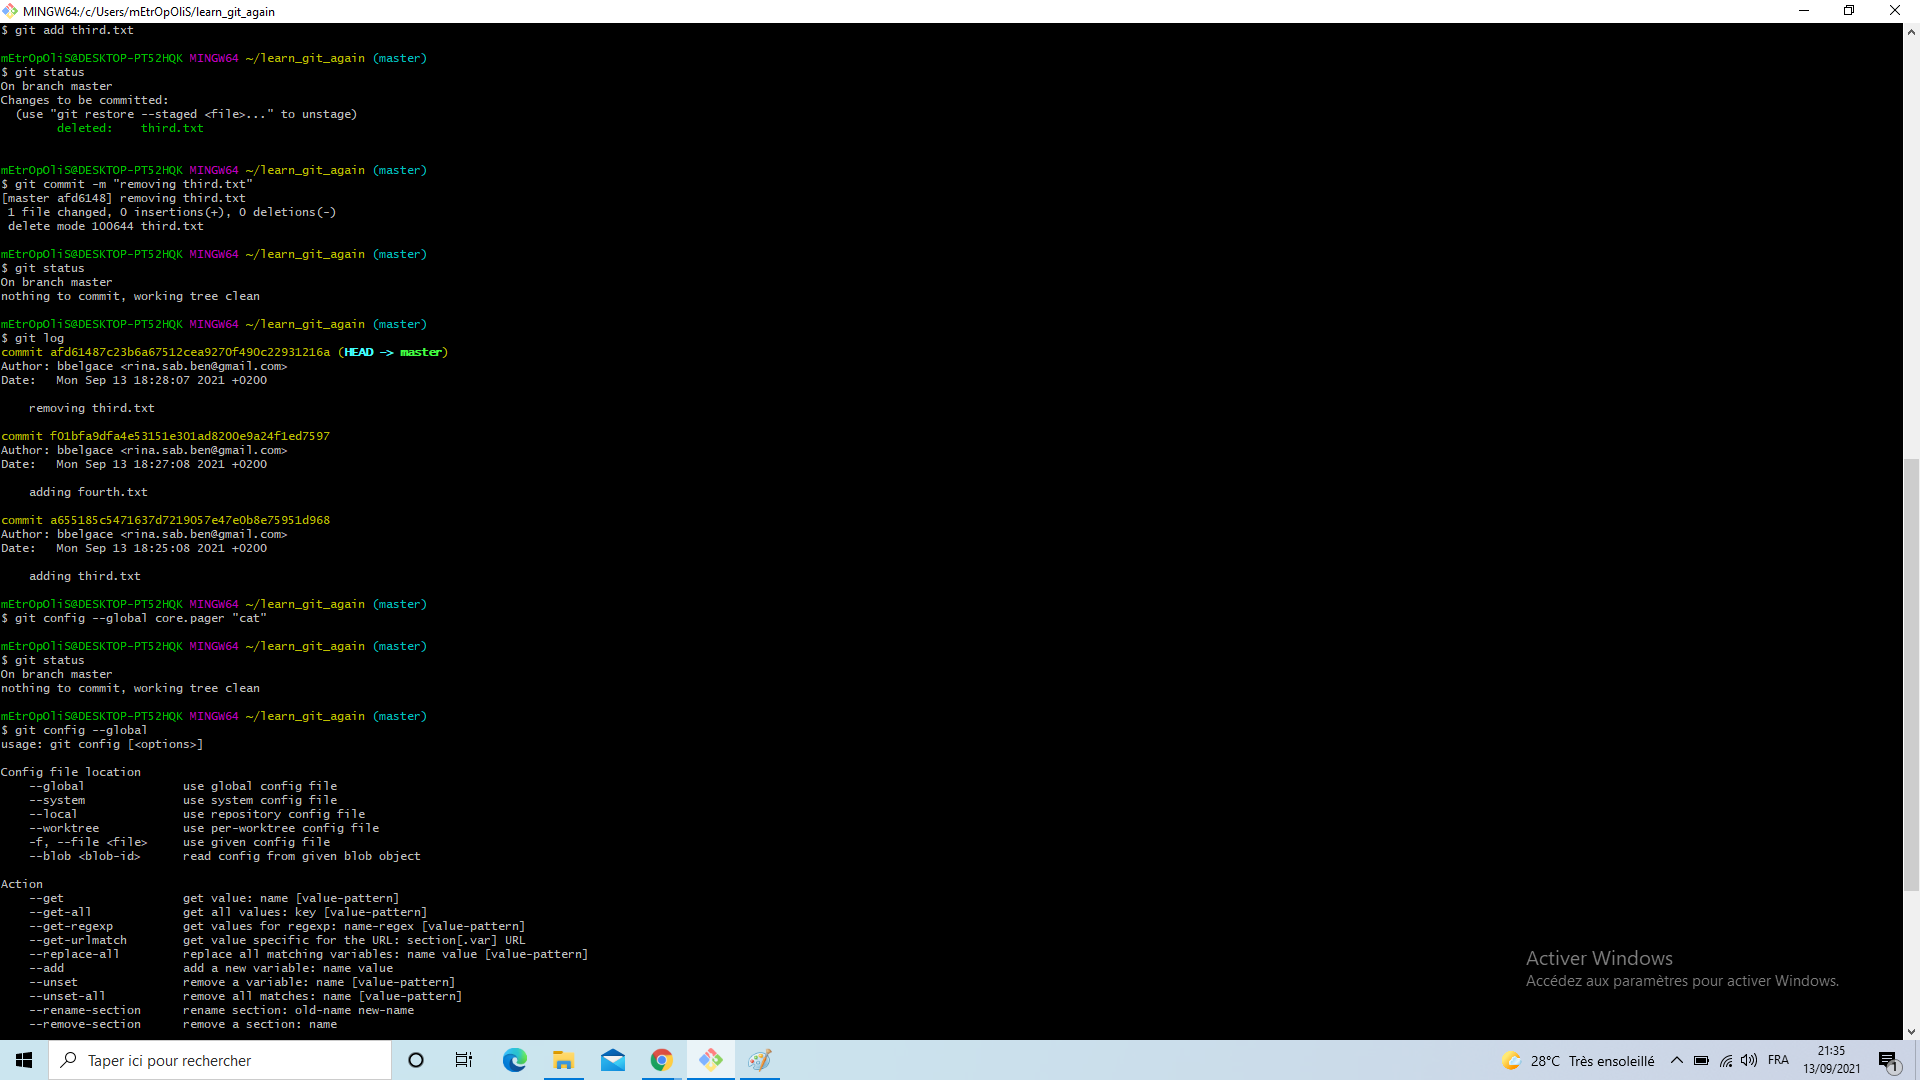 MINGW64:/c/Users/mEtrOpOliS/learn_git_again
$ git add third.txt
mEtrOpOliS@DESKTOP-PT52HQK MINGW64 ~/learn_git_again (master)
$ git status
On branch master
Changes to be committed:
  (use "git restore --staged <file>..." to unstage)
        deleted:    third.txt
mEtrOpOliS@DESKTOP-PT52HQK MINGW64 ~/learn_git_again (master)
$ git commit -m "removing third.txt"
[master afd6148] removing third.txt
 1 file changed, 0 insertions(+), 0 deletions(-)
 delete mode 100644 third.txt
mEtrOpOliS@DESKTOP-PT52HQK MINGW64 ~/learn_git_again (master)
$ git status
On branch master
nothing to commit, working tree clean
mEtrOpOliS@DESKTOP-PT52HQK MINGW64 ~/learn_git_again (master)
$ git log
commit afd61487c23b6a67512cea9270f490c22931216a (HEAD -> master)
Author: bbelgace <rina.sab.ben@gmail.com>
Date:   Mon Sep 13 18:28:07 2021 +0200
    removing third.txt
commit f01bfa9dfa4e53151e301ad8200e9a24f1ed7597
Author: bbelgace <rina.sab.ben@gmail.com>
Date:   Mon Sep 13 18:27:08 2021 +0200
    adding fourth.txt
commit a655185c5471637d7219057e47e0b8e75951d968
Author: bbelgace <rina.sab.ben@gmail.com>
Date:   Mon Sep 13 18:25:08 2021 +0200
    adding third.txt
mEtrOpOliS@DESKTOP-PT52HQK MINGW64 ~/learn_git_again (master)
$ git config --global core.pager "cat"
mEtrOpOliS@DESKTOP-PT52HQK MINGW64 ~/learn_git_again (master)
$ git status
On branch master
nothing to commit, working tree clean
mEtrOpOliS@DESKTOP-PT52HQK MINGW64 ~/learn_git_again (master)
$ git config --global
usage: git config [<options>]
Config file location
    --global              use global config file
    --system              use system config file
    --local               use repository config file
    --worktree            use per-worktree config file
    -f, --file <file>     use given config file
    --blob <blob-id>      read config from given blob object
Action
    --get                 get value: name [value-pattern]
    --get-all             get all values: key [value-pattern]
    --get-regexp          get values for regexp: name-regex [value-pattern]
    --get-urlmatch        get value specific for the URL: section[.var] URL
    --replace-all         replace all matching variables: name value [value-pattern]
    --add                 add a new variable: name value
    --unset               remove a variable: name [value-pattern]
    --unset-all           remove all matches: name [value-pattern]
    --rename-section      rename section: old-name new-name
    --remove-section      remove a section: name
Activer Windows
Accédez aux paramètres pour activer Windows.
Taper ici pour rechercher
28°C Très ensoleillé
FRA
21:35
13/09/2021
1